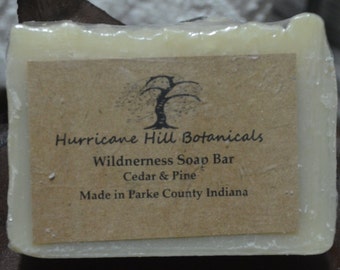 Hurricane Hill Botanicals
Wildnerness Soap Bar
Cedar & Pine
Made in Parke County Indiana